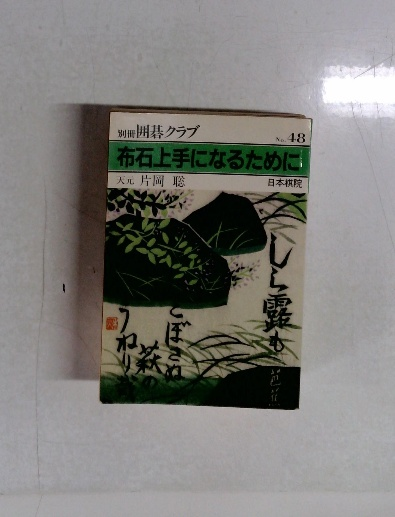 別冊囲碁クラブ
No. 48
布石上手になるために
天元 片岡 聡
日本棋院
しら露も
こぼさぬ
萩の
うねり哉
芭蕉